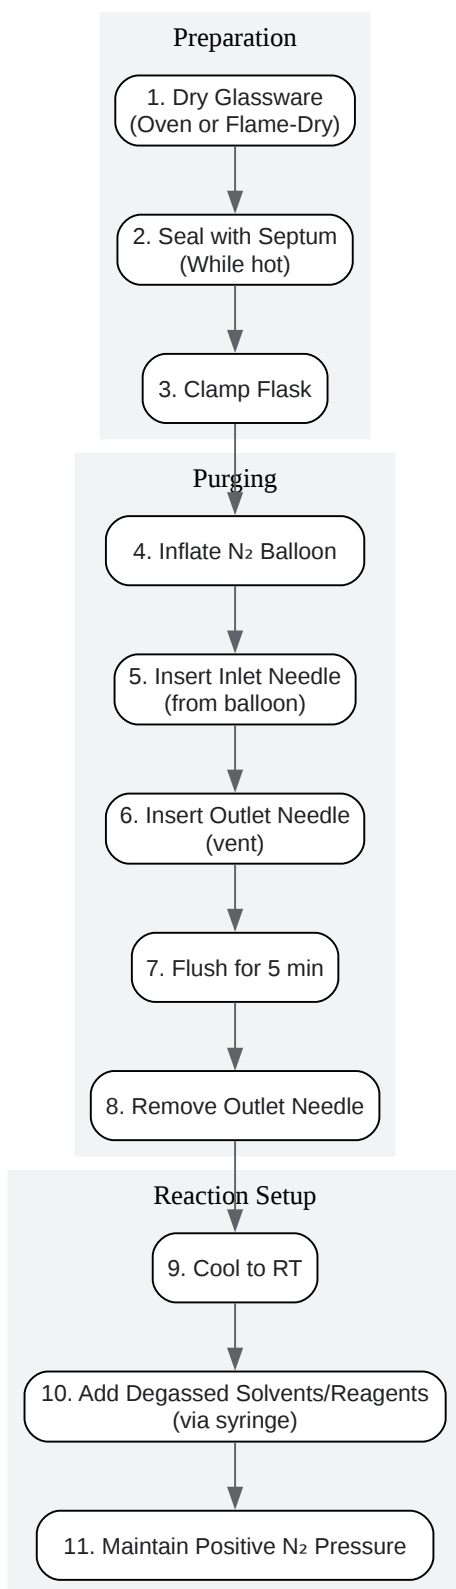 Preparation
1. Dry Glassware
(Oven or Flame-Dry)
2. Seal with Septum
(While hot)
3. Clamp Flask
Purging
4. Inflate N₂ Balloon
5. Insert Inlet Needle
(from balloon)
6. Insert Outlet Needle
(vent)
7. Flush for 5 min
8. Remove Outlet Needle
Reaction Setup
9. Cool to RT
10. Add Degassed Solvents/Reagents
(via syringe)
11. Maintain Positive N₂ Pressure